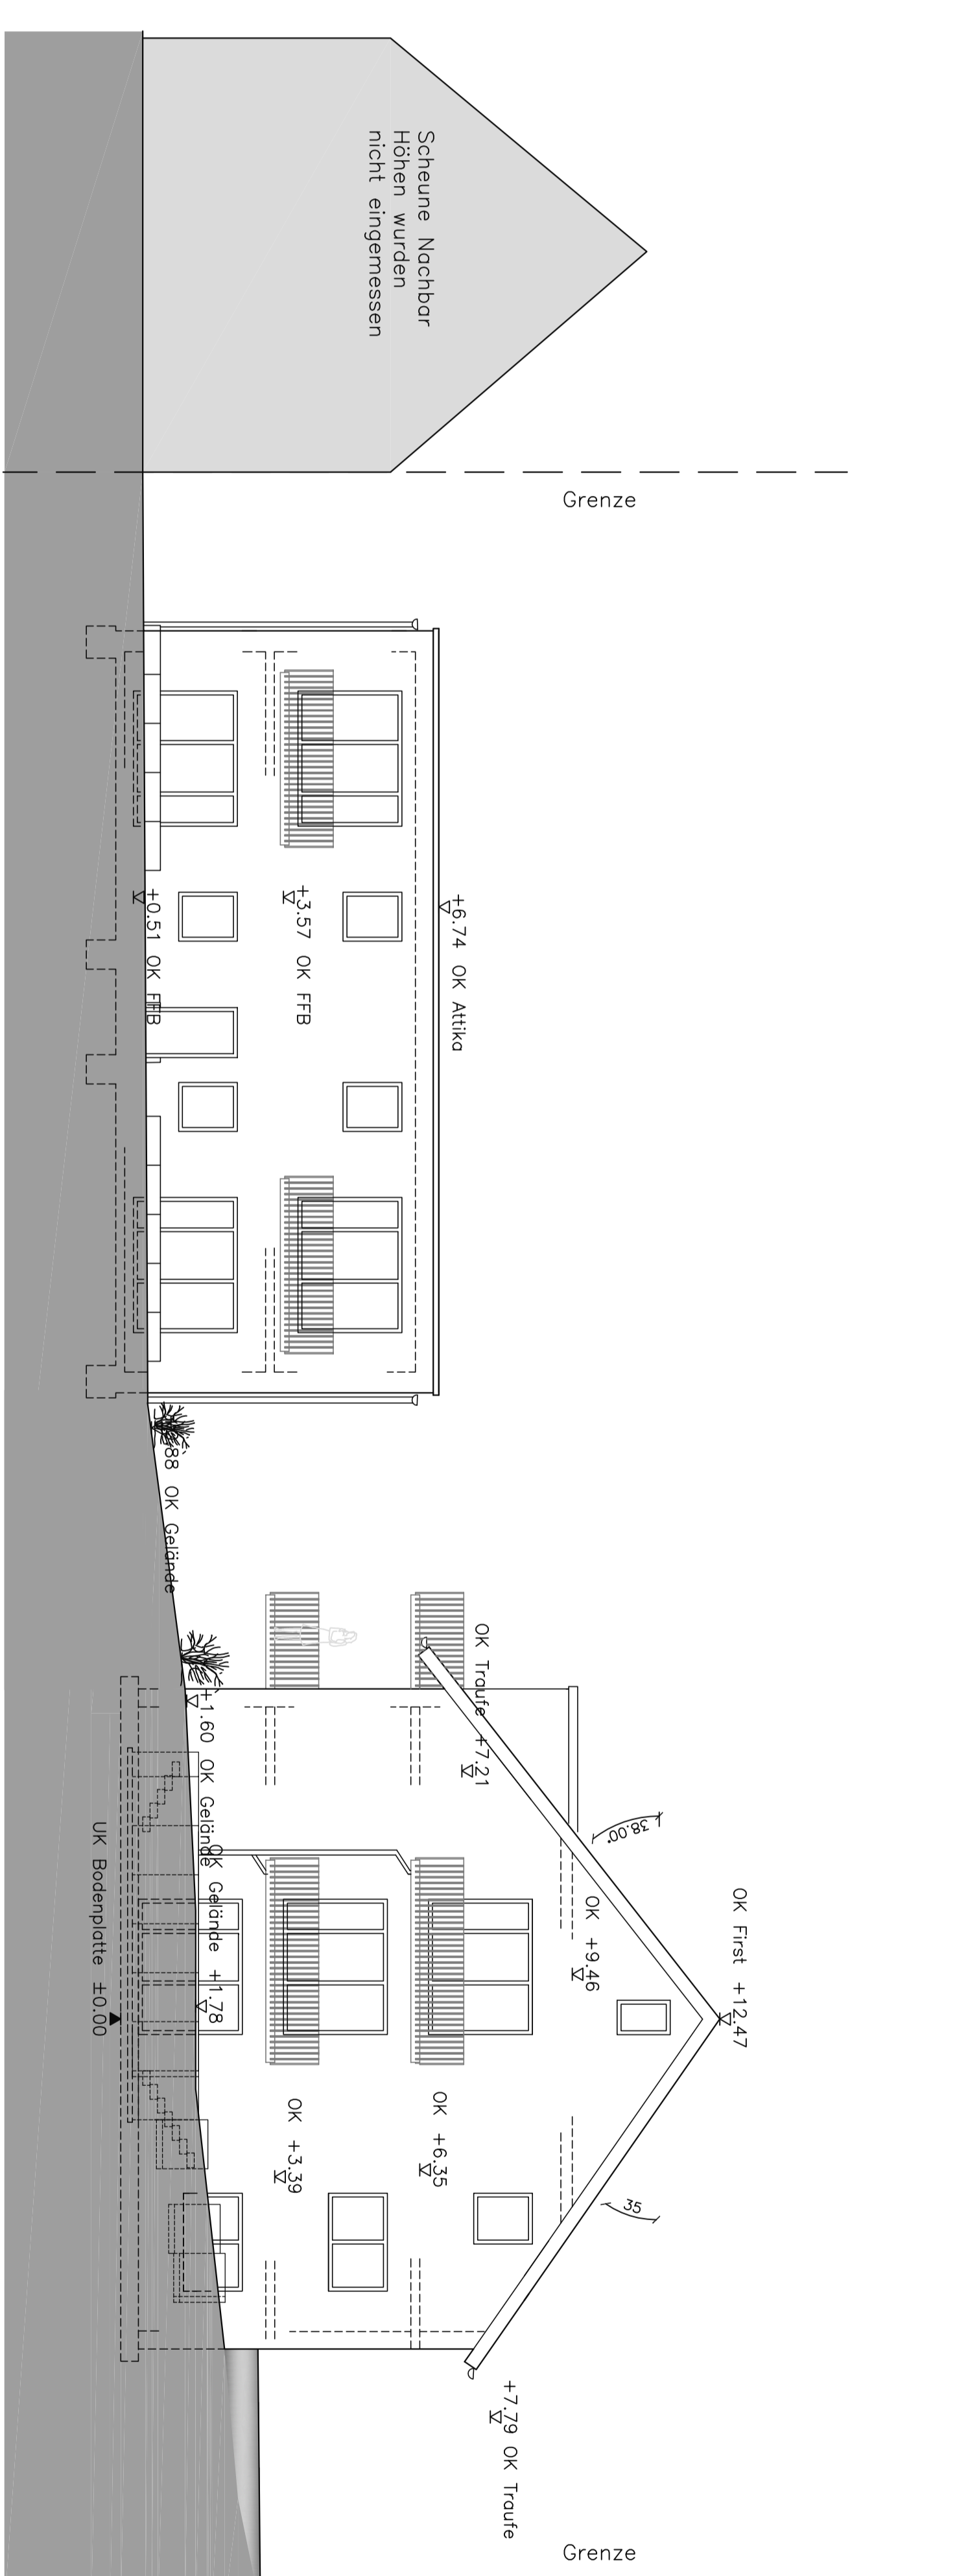 Scheune Nachbar
Höhen wurden
nicht eingemessen
Grenze
+6.74 OK Attika
+3.57 OK FFB
+0.51 OK FFB
88 OK Gelände
OK Traufe +7.21
+1.60 OK Gelände
OK Gelände +1.78
UK Bodenplatte ±0.00
38.00°
OK First +12.47
OK +9.46
OK +6.35
OK +3.39
35
+7.79 OK Traufe
Grenze